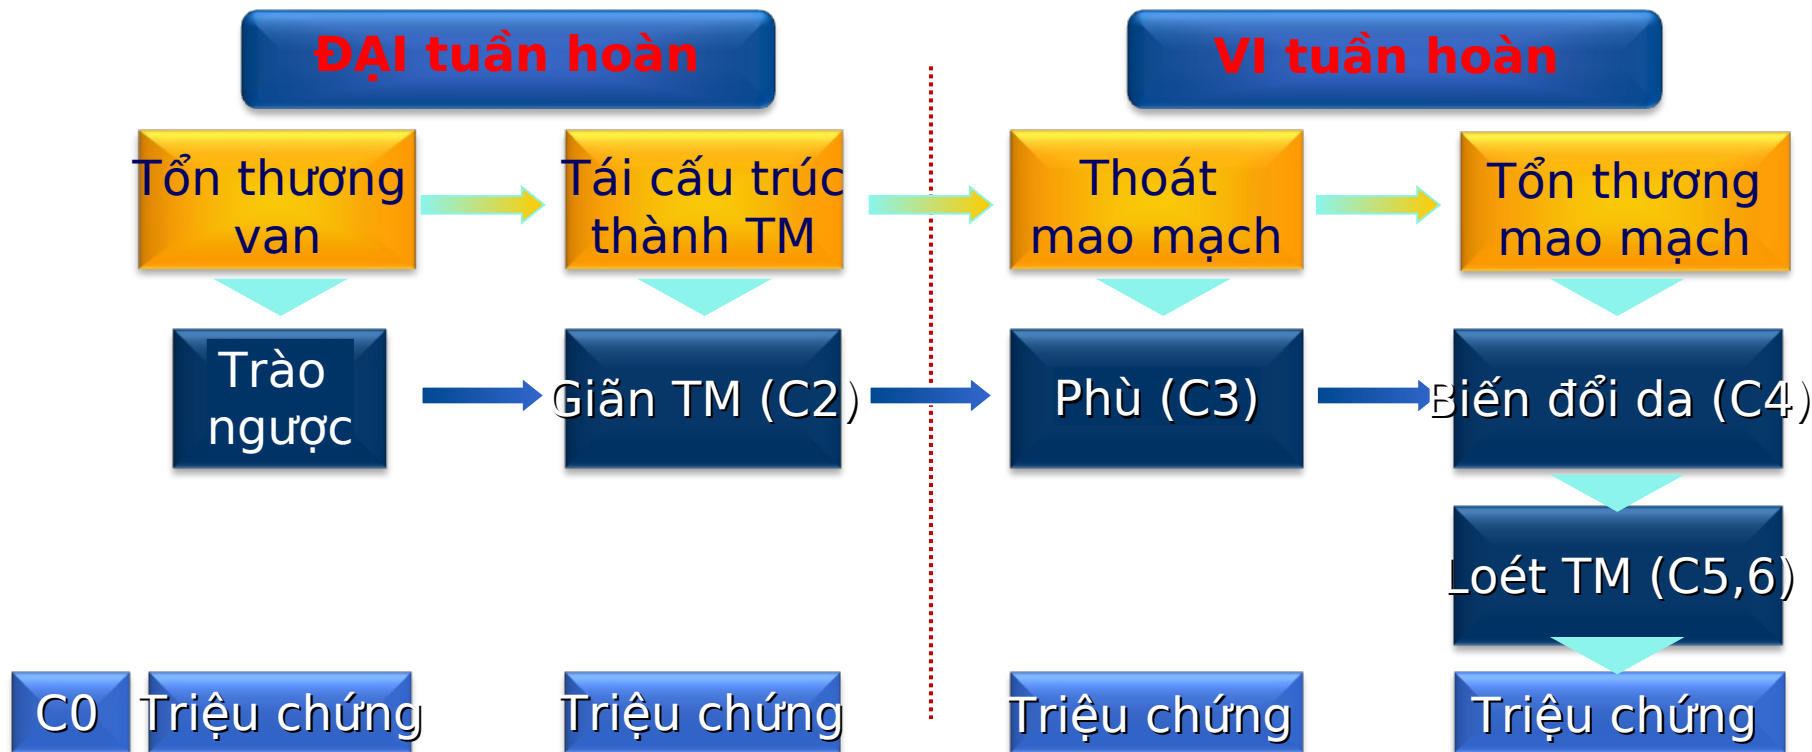 ĐẠI tuần hoàn
VI tuần hoàn
Tổn thương
van
Tái cấu trúc
thành TM
Thoát
mao mạch
Tổn thương
mao mạch
Trào
ngược
Giãn TM (C2)
Phù (C3)
Biến đổi da (C4)
Loét TM (C5,6)
C0
Triệu chứng
Triệu chứng
Triệu chứng
Triệu chứng